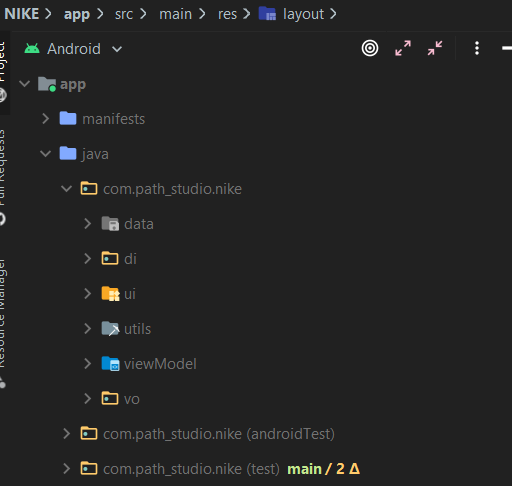 NIKE > app > src > main > res > layout >
Android
app
manifests
java
com.path_studio.nike
data
di
ui
utils
viewModel
vo
com.path_studio.nike (androidTest)
com.path_studio.nike (test) main / 2 Δ
Project
Pull Requests
Resource Manager